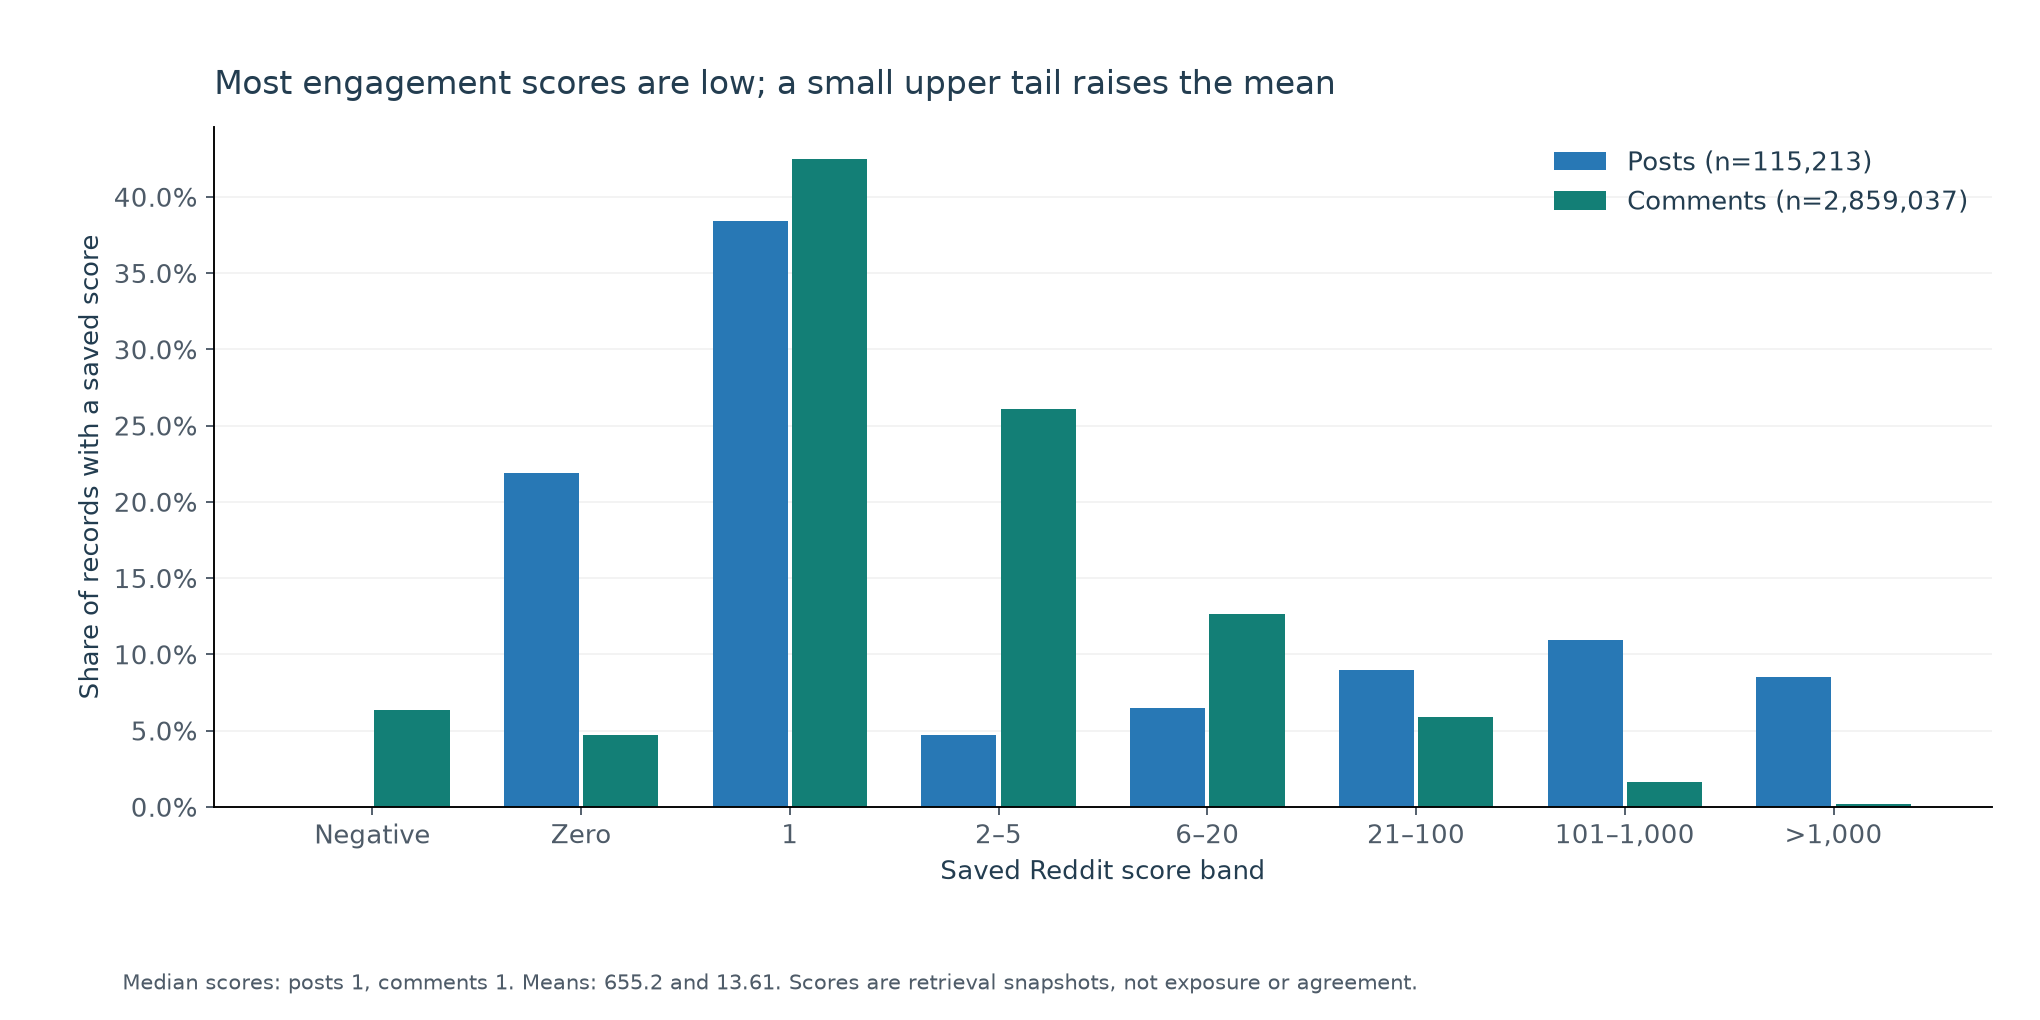 Most engagement scores are low; a small upper tail raises the mean
Posts (n=115,213)
Comments (n=2,859,037)
Share of records with a saved score
40.0%
35.0%
30.0%
25.0%
20.0%
15.0%
10.0%
5.0%
0.0%
Negative
Zero
1
2–5
6–20
21–100
101–1,000
>1,000
Saved Reddit score band
Median scores: posts 1, comments 1. Means: 655.2 and 13.61. Scores are retrieval snapshots, not exposure or agreement.